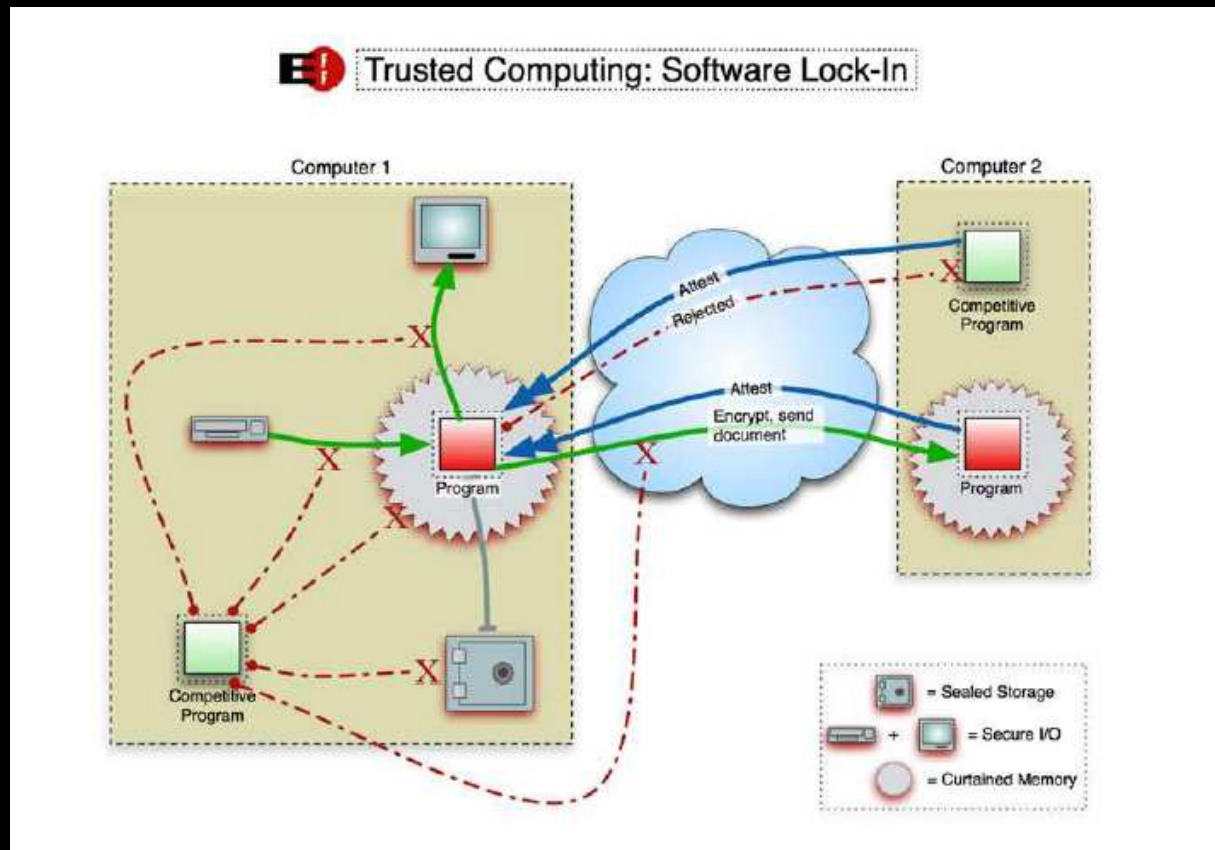 EFF Trusted Computing: Software Lock-In
Computer 1
Computer 2
Attest
Rejected
X
Competitive
Program
X
Attest
Encrypt, send
document
X
X
Program
Program
X
X
Competitive
Program
= Sealed Storage
+ = Secure I/O
= Curtained Memory